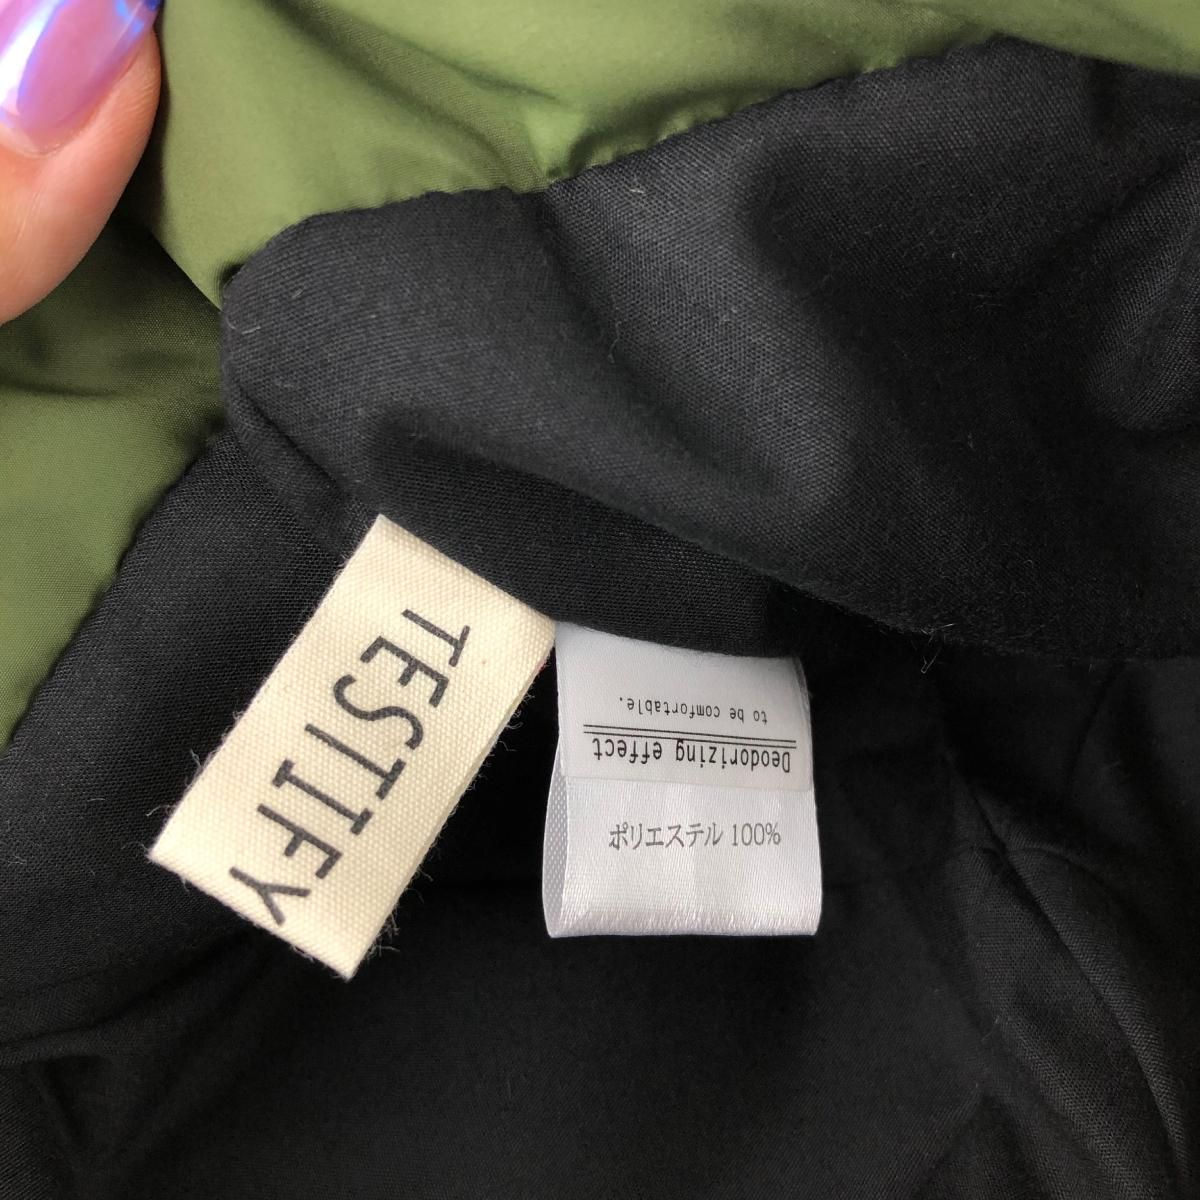 TESTIFY
Deodorizing effect
to be comfortable.
ポリエステル 100%